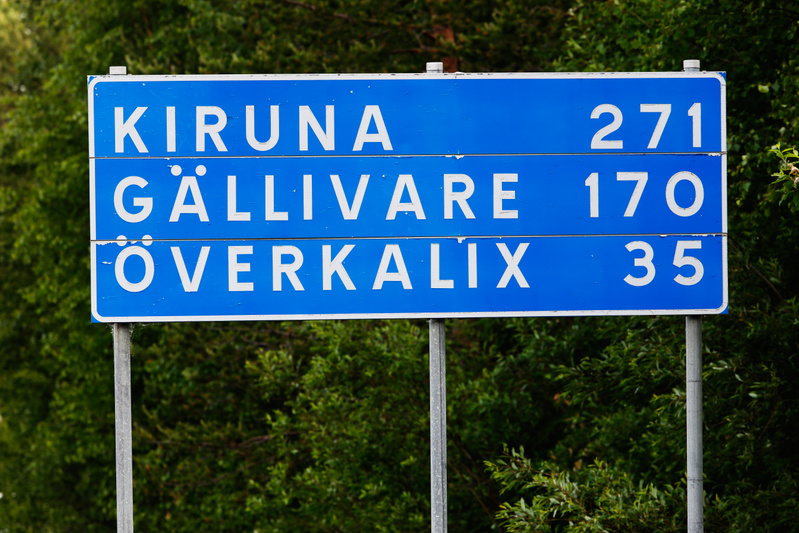 KIRUNA 271
GÄLLIVARE 170
ÖVERKALIX 35